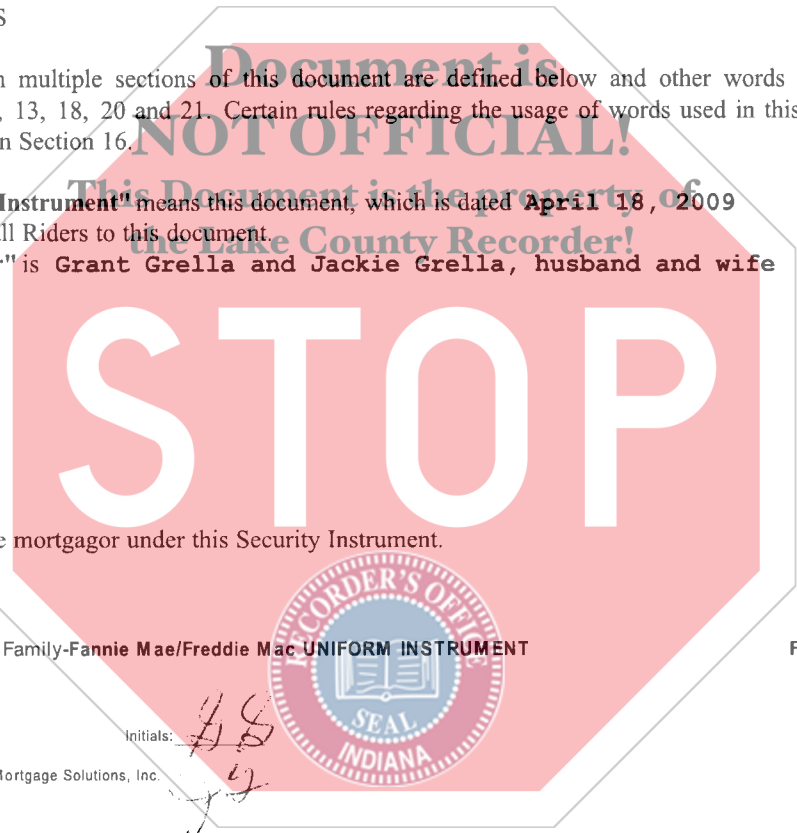 S
Document is
n multiple sections of this document are defined below and other words
, 13, 18, 20 and 21. Certain rules regarding the usage of words used in this
NOT OFFICIAL!
n Section 16.
This Document is the property of
Instrument" means this document, which is dated April 18, 2009
the Lake County Recorder!
ll Riders to this document.
" is Grant Grella and Jackie Grella, husband and wife
STOP
e mortgagor under this Security Instrument.
RECORDER'S OFFICE
SEAL
INDIANA
Family-Fannie Mae/Freddie Mac UNIFORM INSTRUMENT
F
Initials:
Mortgage Solutions, Inc.